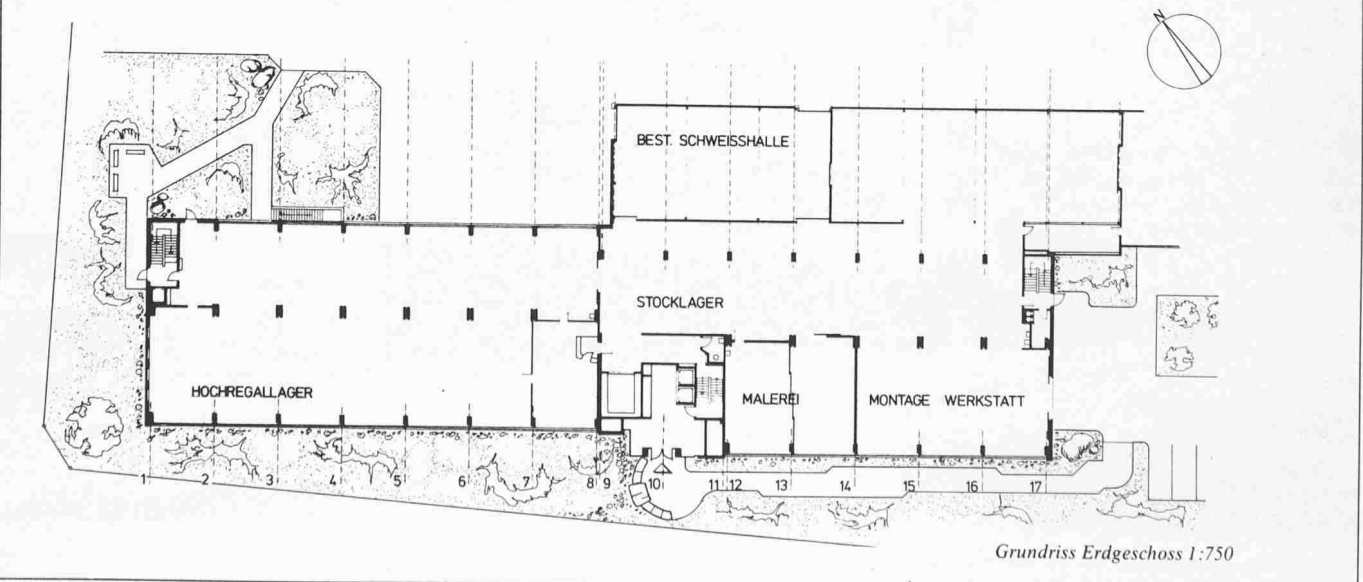 N
BEST. SCHWEISSHALLE
STOCKLAGER
HOCHREGALLAGER
MALEREI
MONTAGE WERKSTATT
1 2 3 4 5 6 7 8 9 10 11 12 13 14 15 16 17
Grundriss Erdgeschoss 1:750